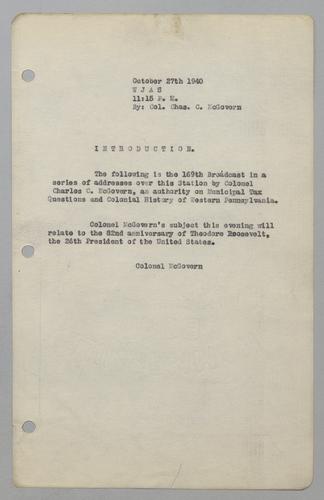 October 27th 1940
W J A S
11:15 P. M.
By: Col. Chas. C. McGovern
I N T R O D U C T I O N.
The following is the 169th Broadcast in a
series of addresses over this Station by Colonel
Charles C. McGovern, an authority on Municipal Tax
Questions and Colonial History of Western Pennsylvania.
Colonel McGovern's subject this evening will
relate to the 82nd anniversary of Theodore Roosevelt,
the 26th President of the United States.
Colonel McGovern